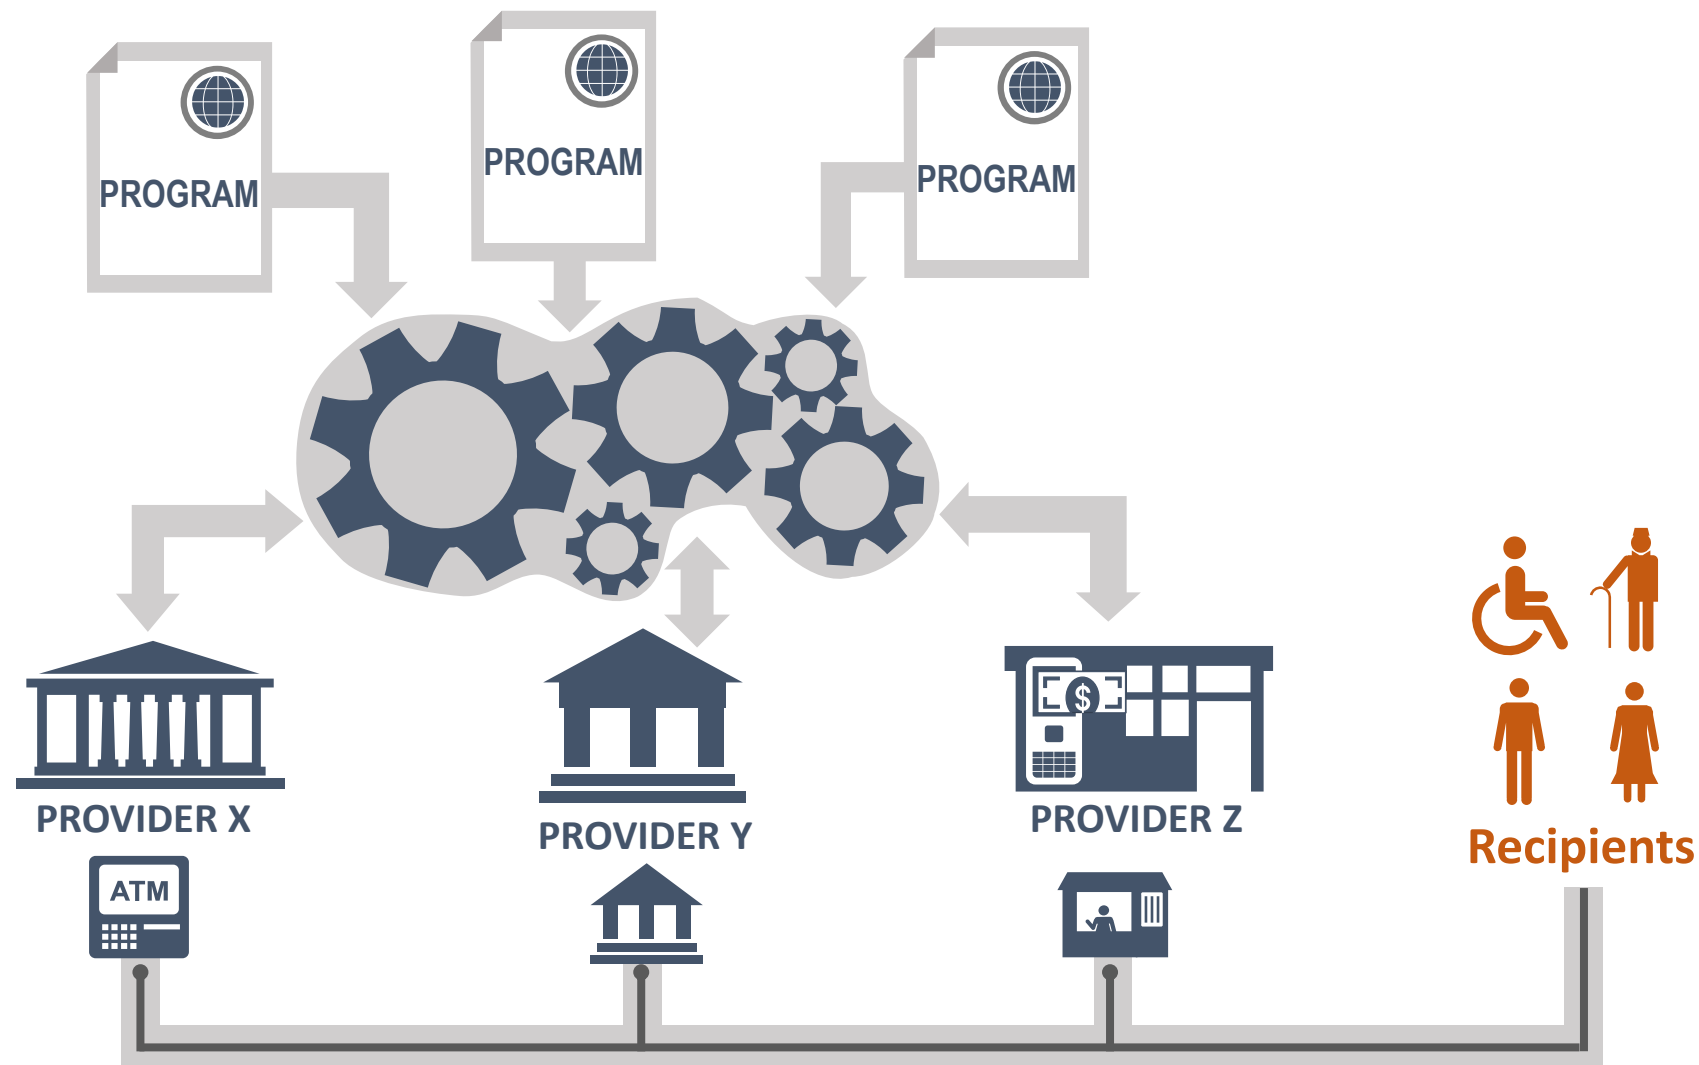 PROGRAM
PROGRAM
PROGRAM
$
PROVIDER X
PROVIDER Y
PROVIDER Z
ATM
Recipients